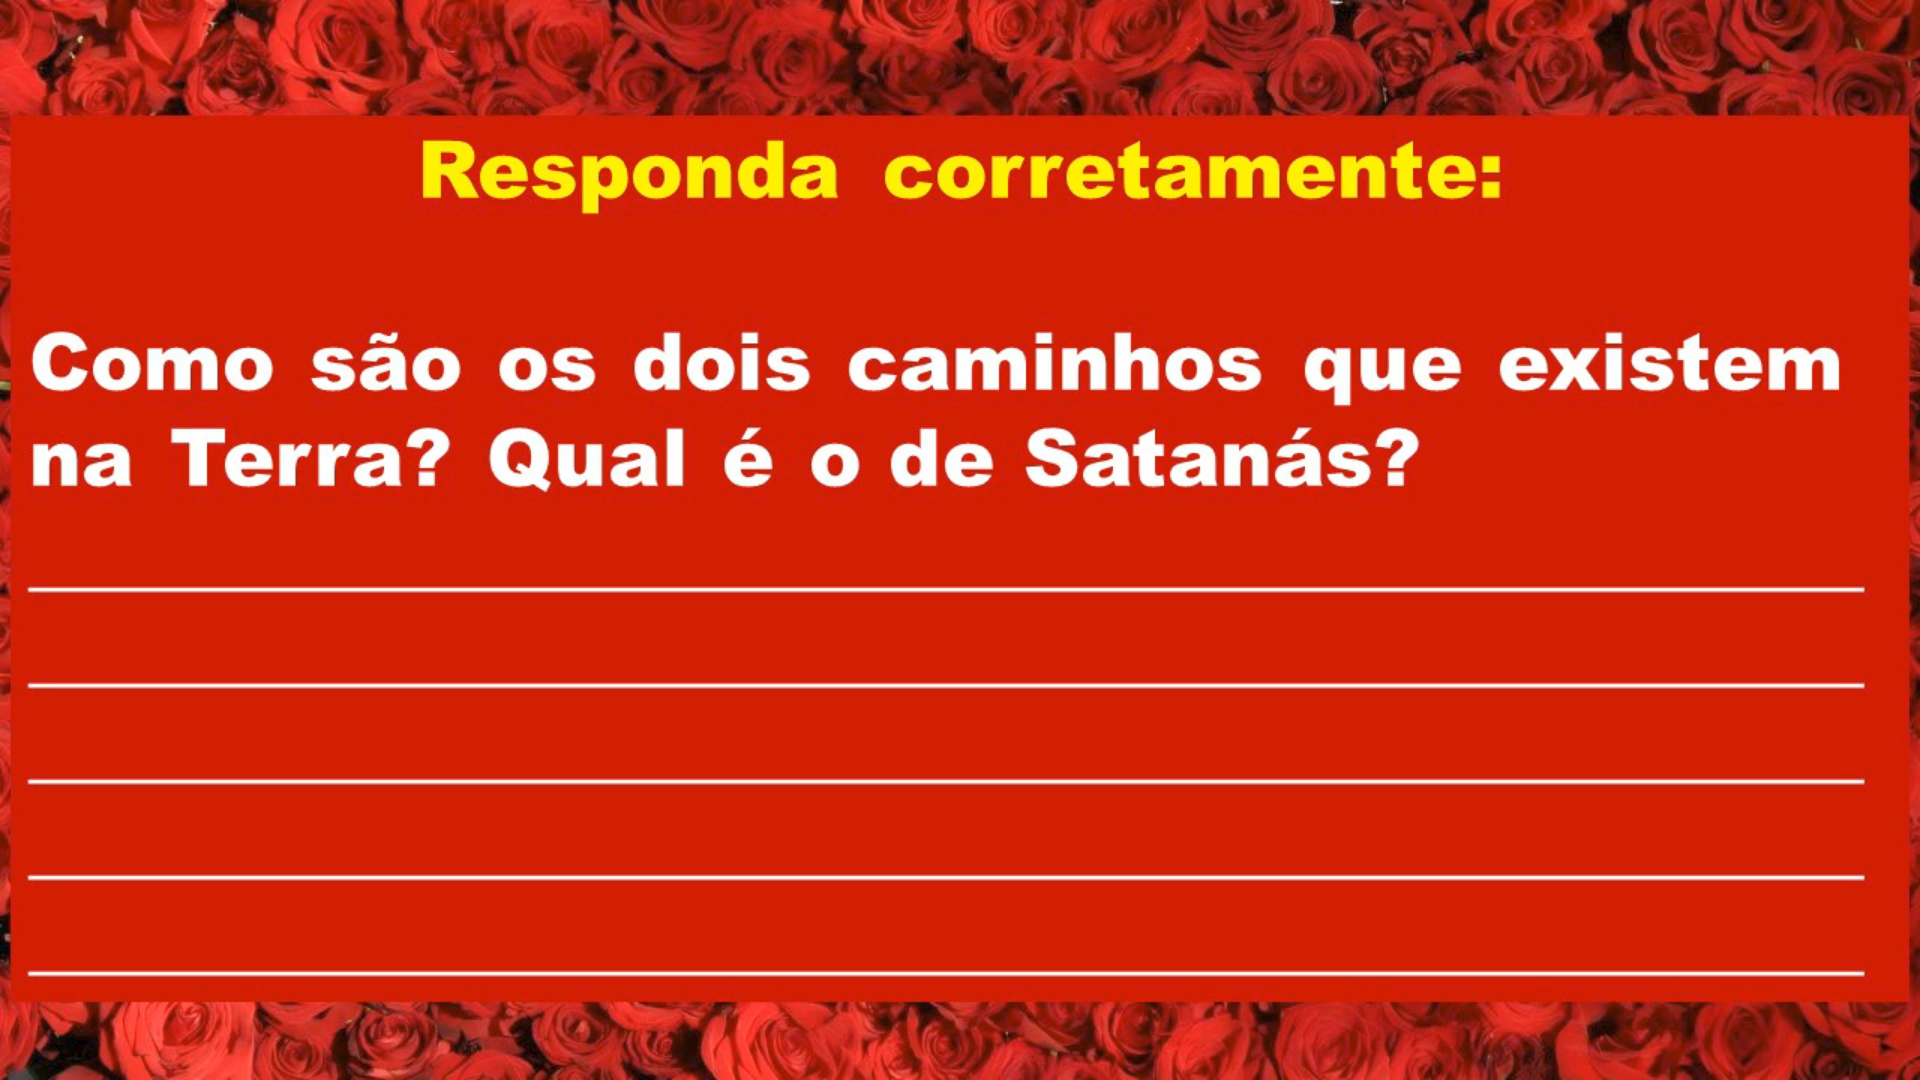 Responda corretamente:
Como são os dois caminhos que existem
na Terra? Qual é o de Satanás?